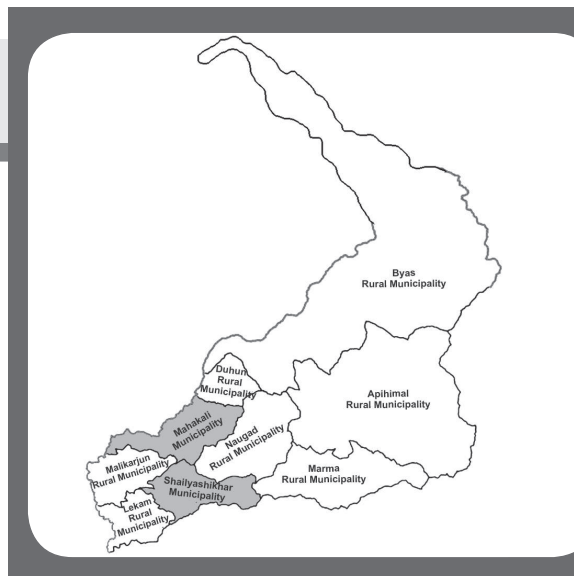 Byas
Rural Municipality
Duhun
Rural
Municipality
Apihimal
Rural Municipality
Mahakali
Municipality
Naugad
Rural Municipality
Malikarjun
Rural Municipality
Marma
Rural Municipality
Shailyashikhar
Municipality
Lekam
Rural
Municipality